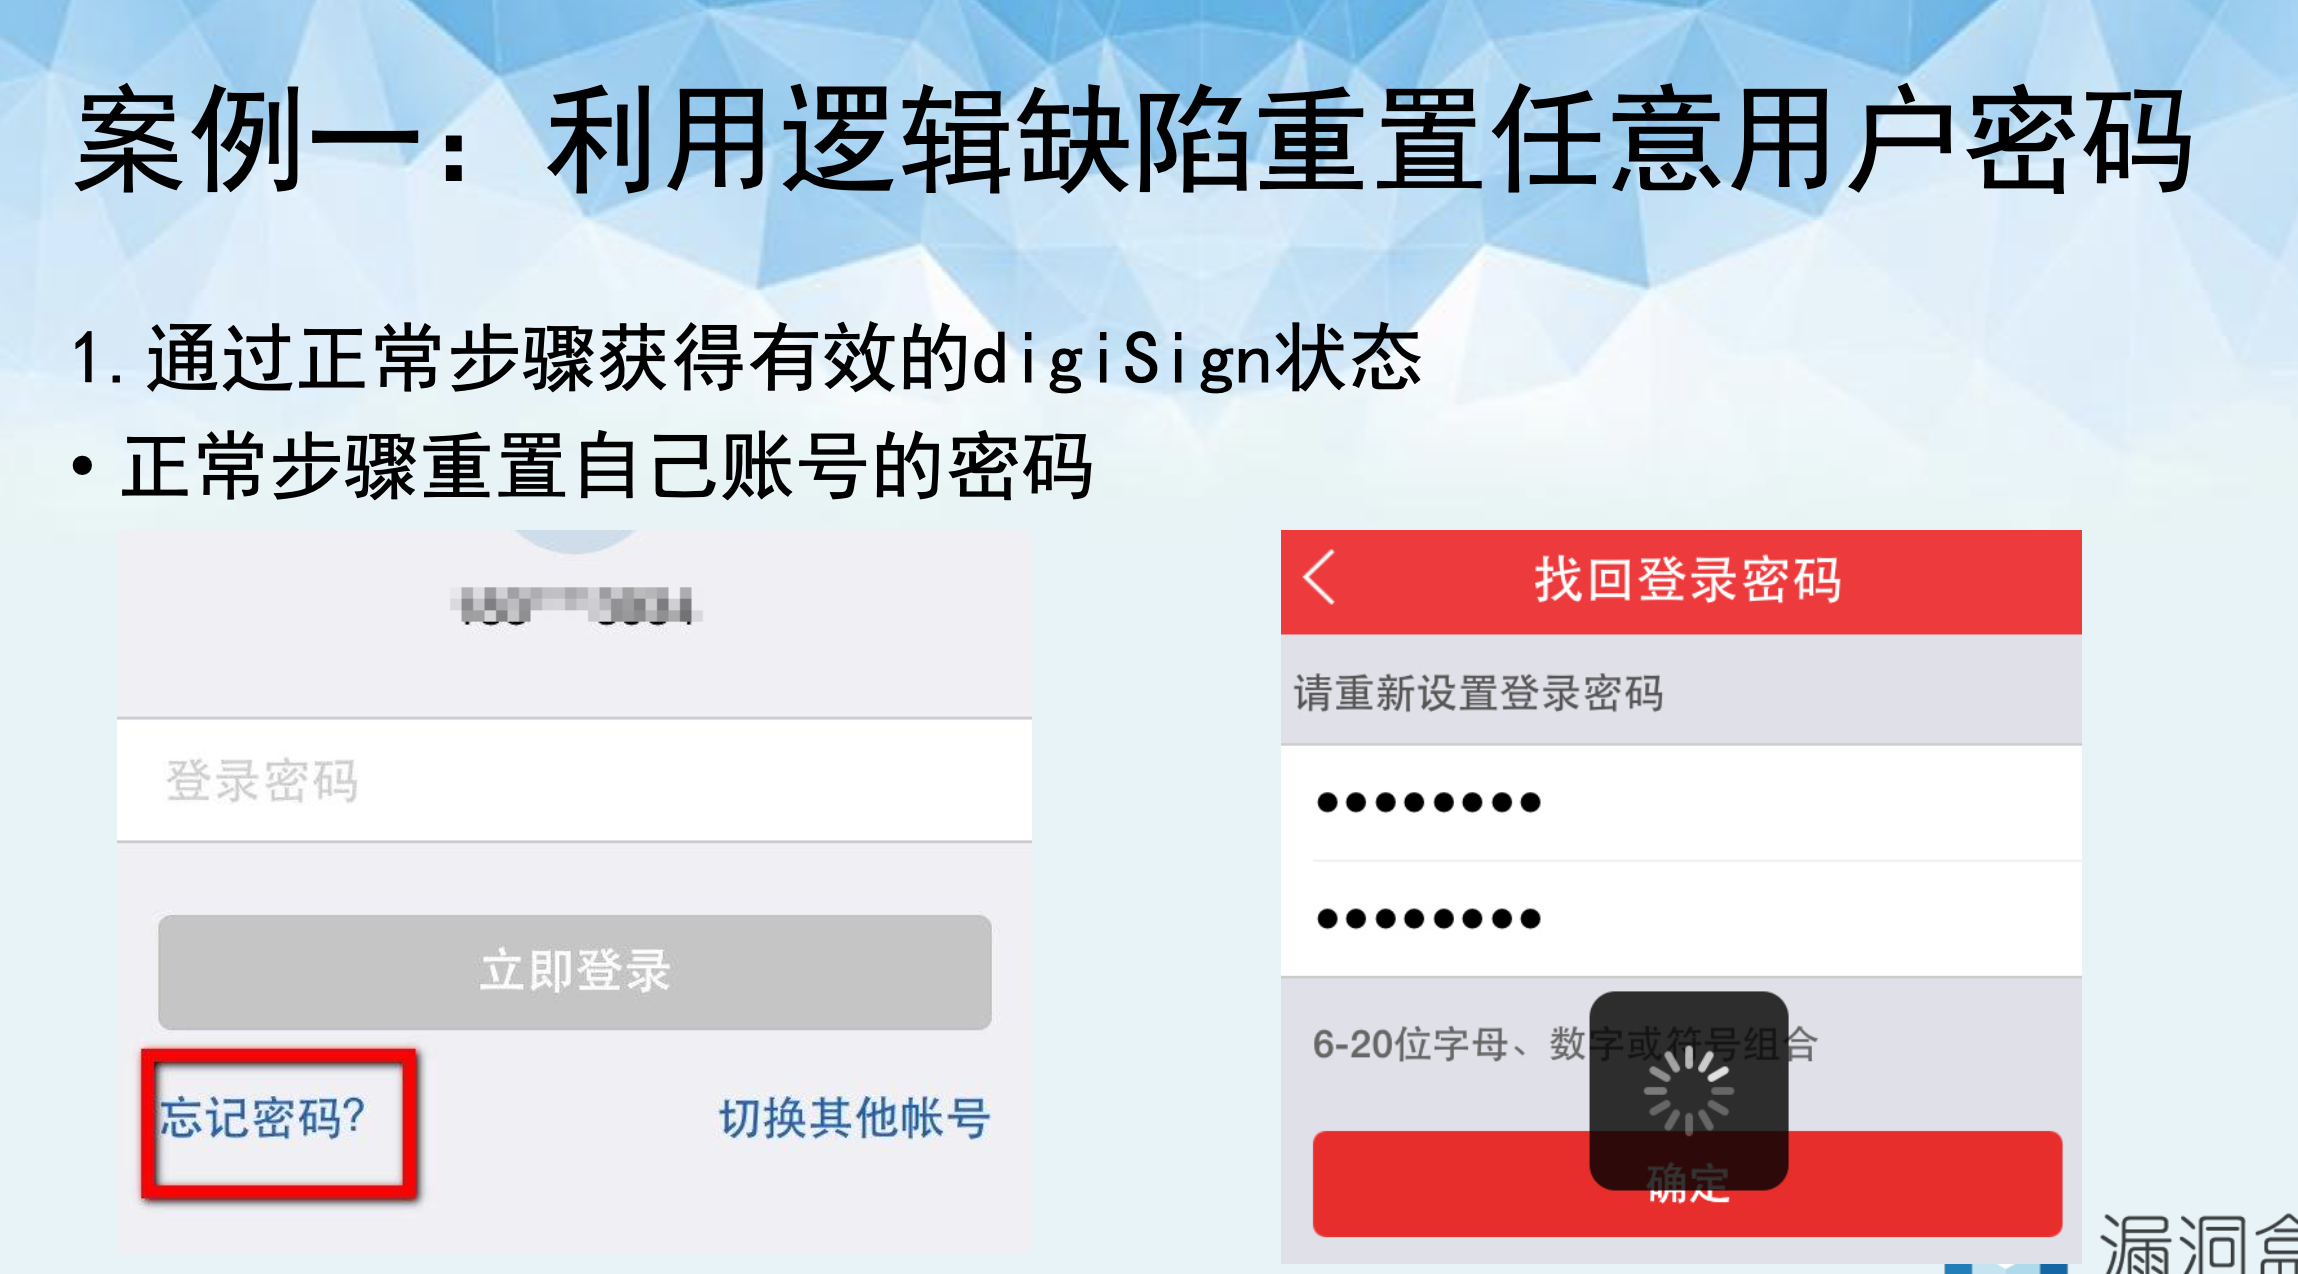 案例一：利用逻辑缺陷重置任意用户密码
1.通过正常步骤获得有效的digiSign状态
•正常步骤重置自己账号的密码
登录密码
立即登录
忘记密码?
切换其他帐号
找回登录密码
请重新设置登录密码
••••••••
••••••••
6-20位字母、数字或符号组合
确定
漏洞盒